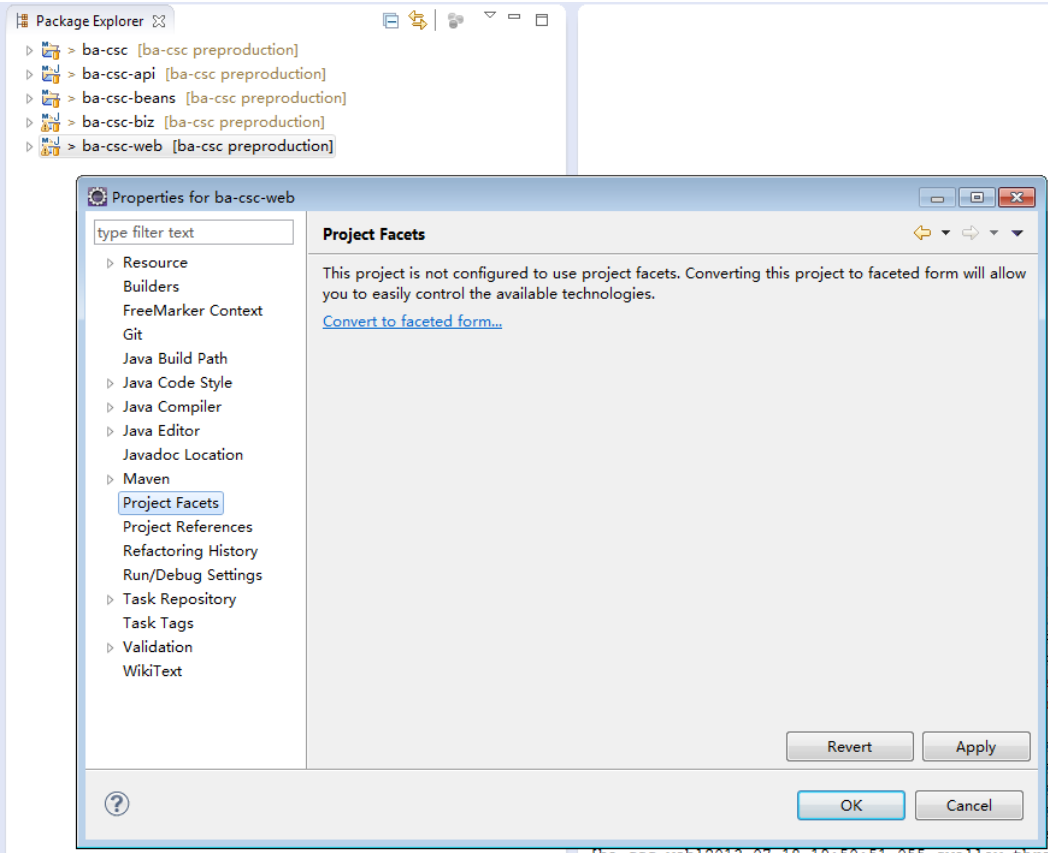 Package Explorer
> ba-csc [ba-csc preproduction]
> ba-csc-api [ba-csc preproduction]
> ba-csc-beans [ba-csc preproduction]
> ba-csc-biz [ba-csc preproduction]
> ba-csc-web [ba-csc preproduction]
Properties for ba-csc-web
type filter text
Resource
Builders
FreeMarker Context
Git
Java Build Path
Java Code Style
Java Compiler
Java Editor
Javadoc Location
Maven
Project Facets
Project References
Refactoring History
Run/Debug Settings
Task Repository
Task Tags
Validation
WikiText
Project Facets
This project is not configured to use project facets. Converting this project to faceted form will allow
you to easily control the available technologies.
Convert to faceted form...
Revert
Apply
OK
Cancel